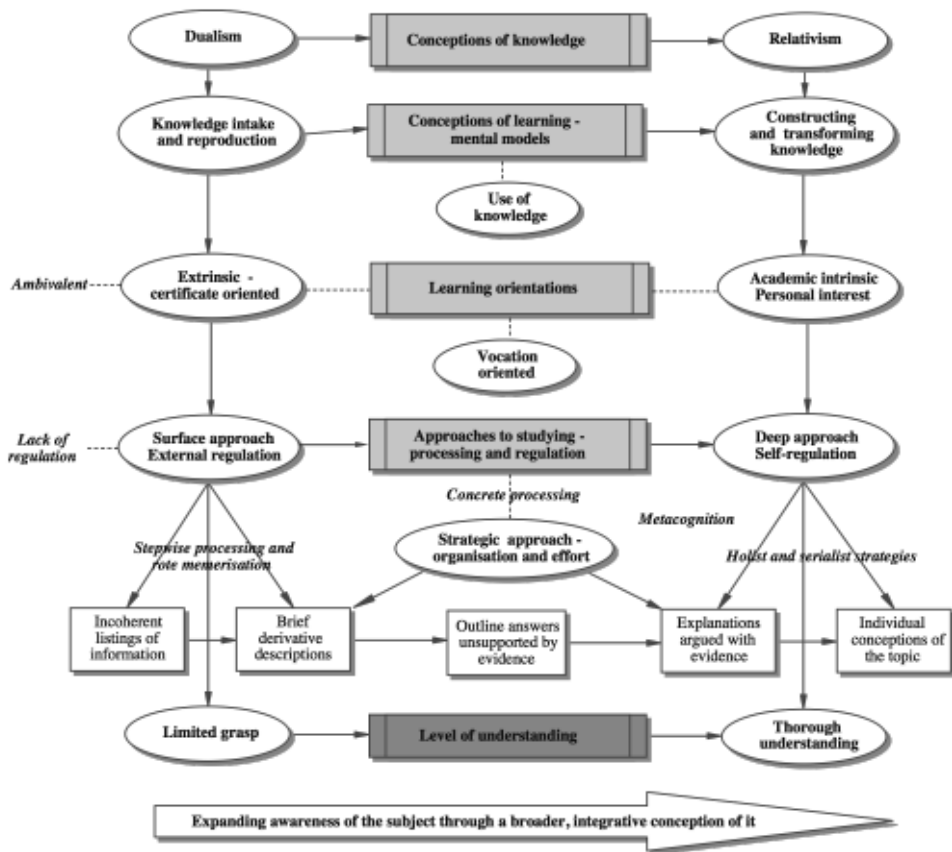 Dualism
Conceptions of knowledge
Relativism
Knowledge intake
and reproduction
Conceptions of learning -
mental models
Constructing
and transforming
knowledge
Use of
knowledge
Ambivalent
Extrinsic -
certificate oriented
Learning orientations
Academic intrinsic
Personal interest
Vocation
oriented
Lack of
regulation
Surface approach
External regulation
Approaches to studying -
processing and regulation
Deep approach
Self-regulation
Concrete processing
Metacognition
Stepwise processing and
rote memerisation
Strategic approach -
organisation and effort
Holist and serialist strategies
Incoherent
listings of
information
Brief
derivative
descriptions
Outline answers
unsupported by
evidence
Explanations
argued with
evidence
Individual
conceptions of
the topic
Limited grasp
Level of understanding
Thorough
understanding
Expanding awareness of the subject through a broader, integrative conception of it